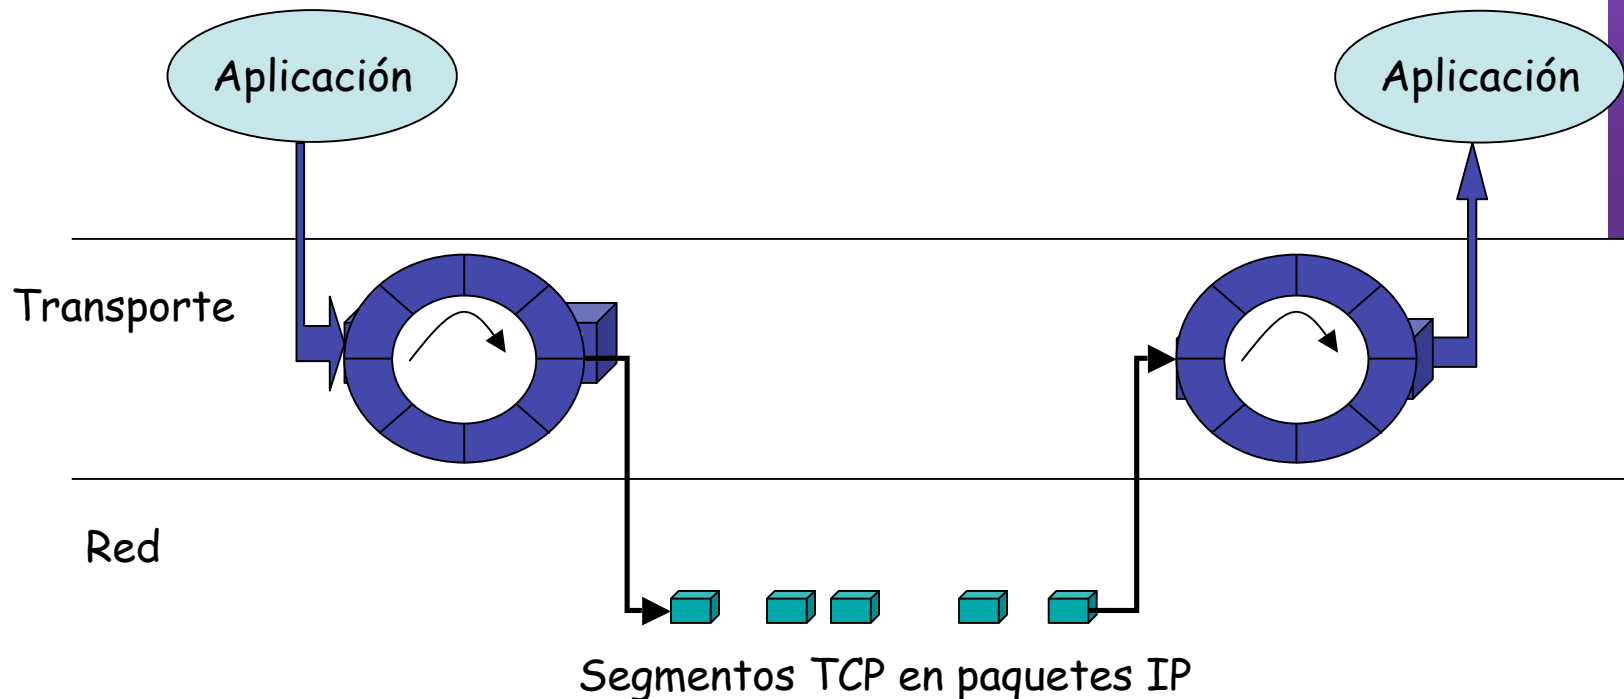 Aplicación
Aplicación
Transporte
Red
Segmentos TCP en paquetes IP